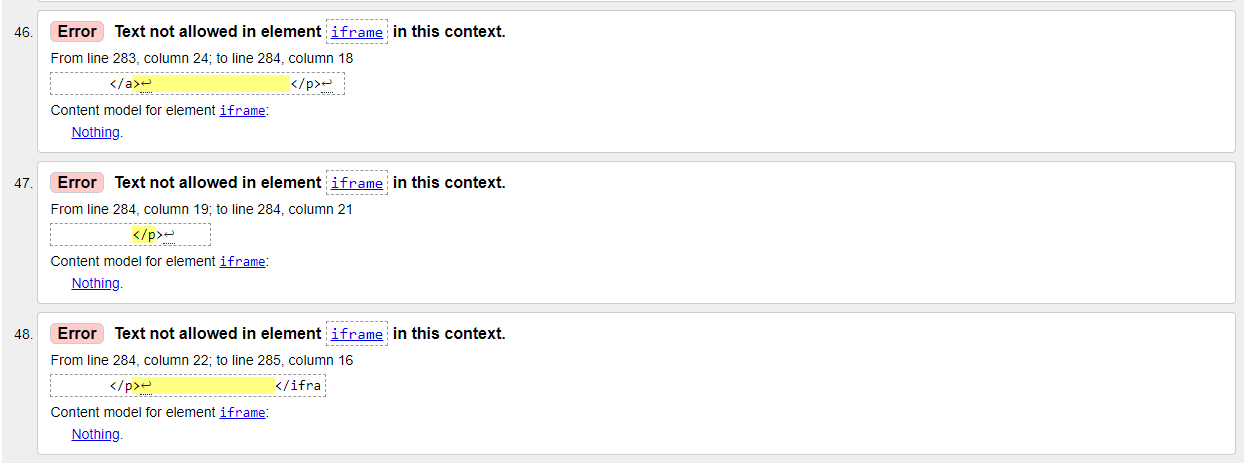 46. Error Text not allowed in element iframe in this context.
From line 283, column 24; to line 284, column 18
</a>↩</p>↩
Content model for element iframe:
Nothing.
47. Error Text not allowed in element iframe in this context.
From line 284, column 19; to line 284, column 21
</p>↩
Content model for element iframe:
Nothing.
48. Error Text not allowed in element iframe in this context.
From line 284, column 22; to line 285, column 16
</p>↩</ifra
Content model for element iframe:
Nothing.